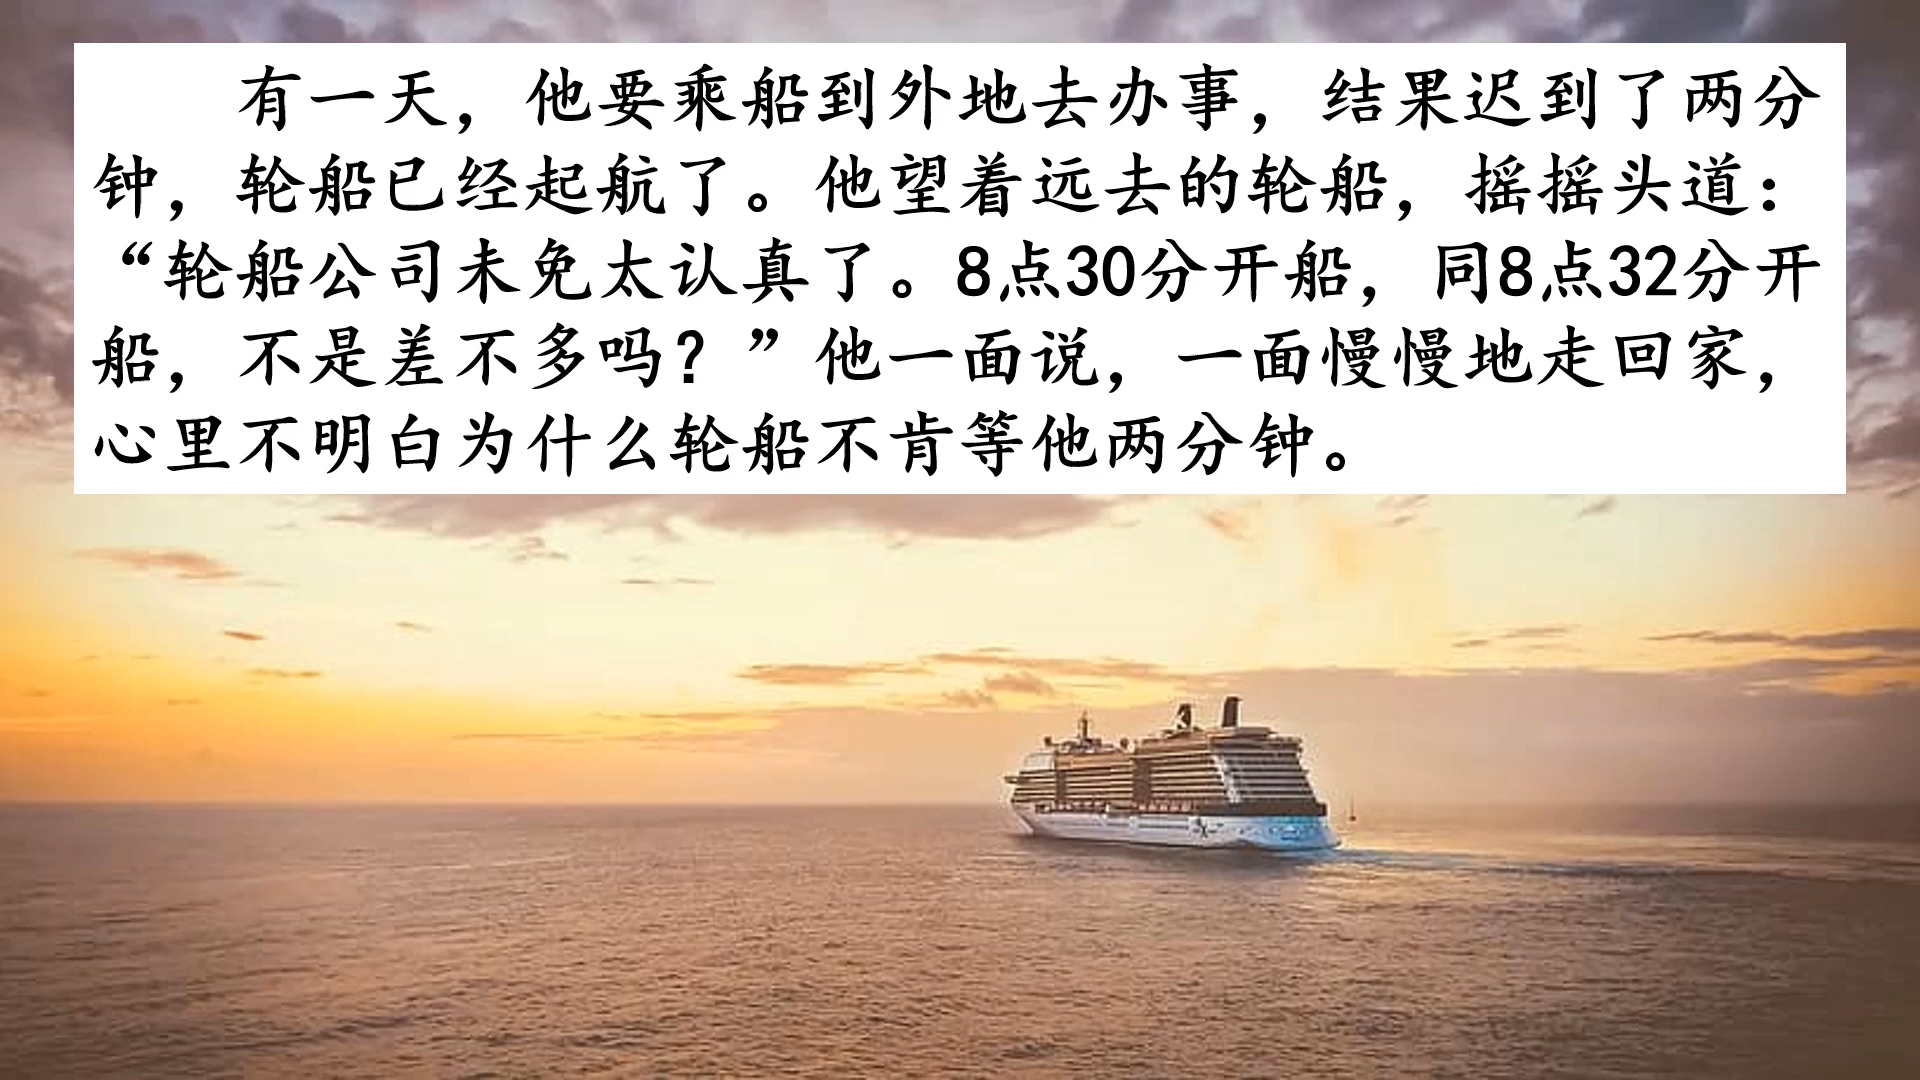 有一天，他要乘船到外地去办事，结果迟到了两分
钟，轮船已经起航了。他望着远去的轮船，摇摇头道：
“轮船公司未免太认真了。8点30分开船，同8点32分开
船，不是差不多吗？”他一面说，一面慢慢地走回家，
心里不明白为什么轮船不肯等他两分钟。